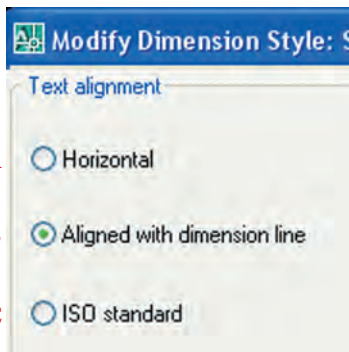 Modify Dimension Style:
Text alignment
Horizontal
Aligned with dimension line
ISO standard